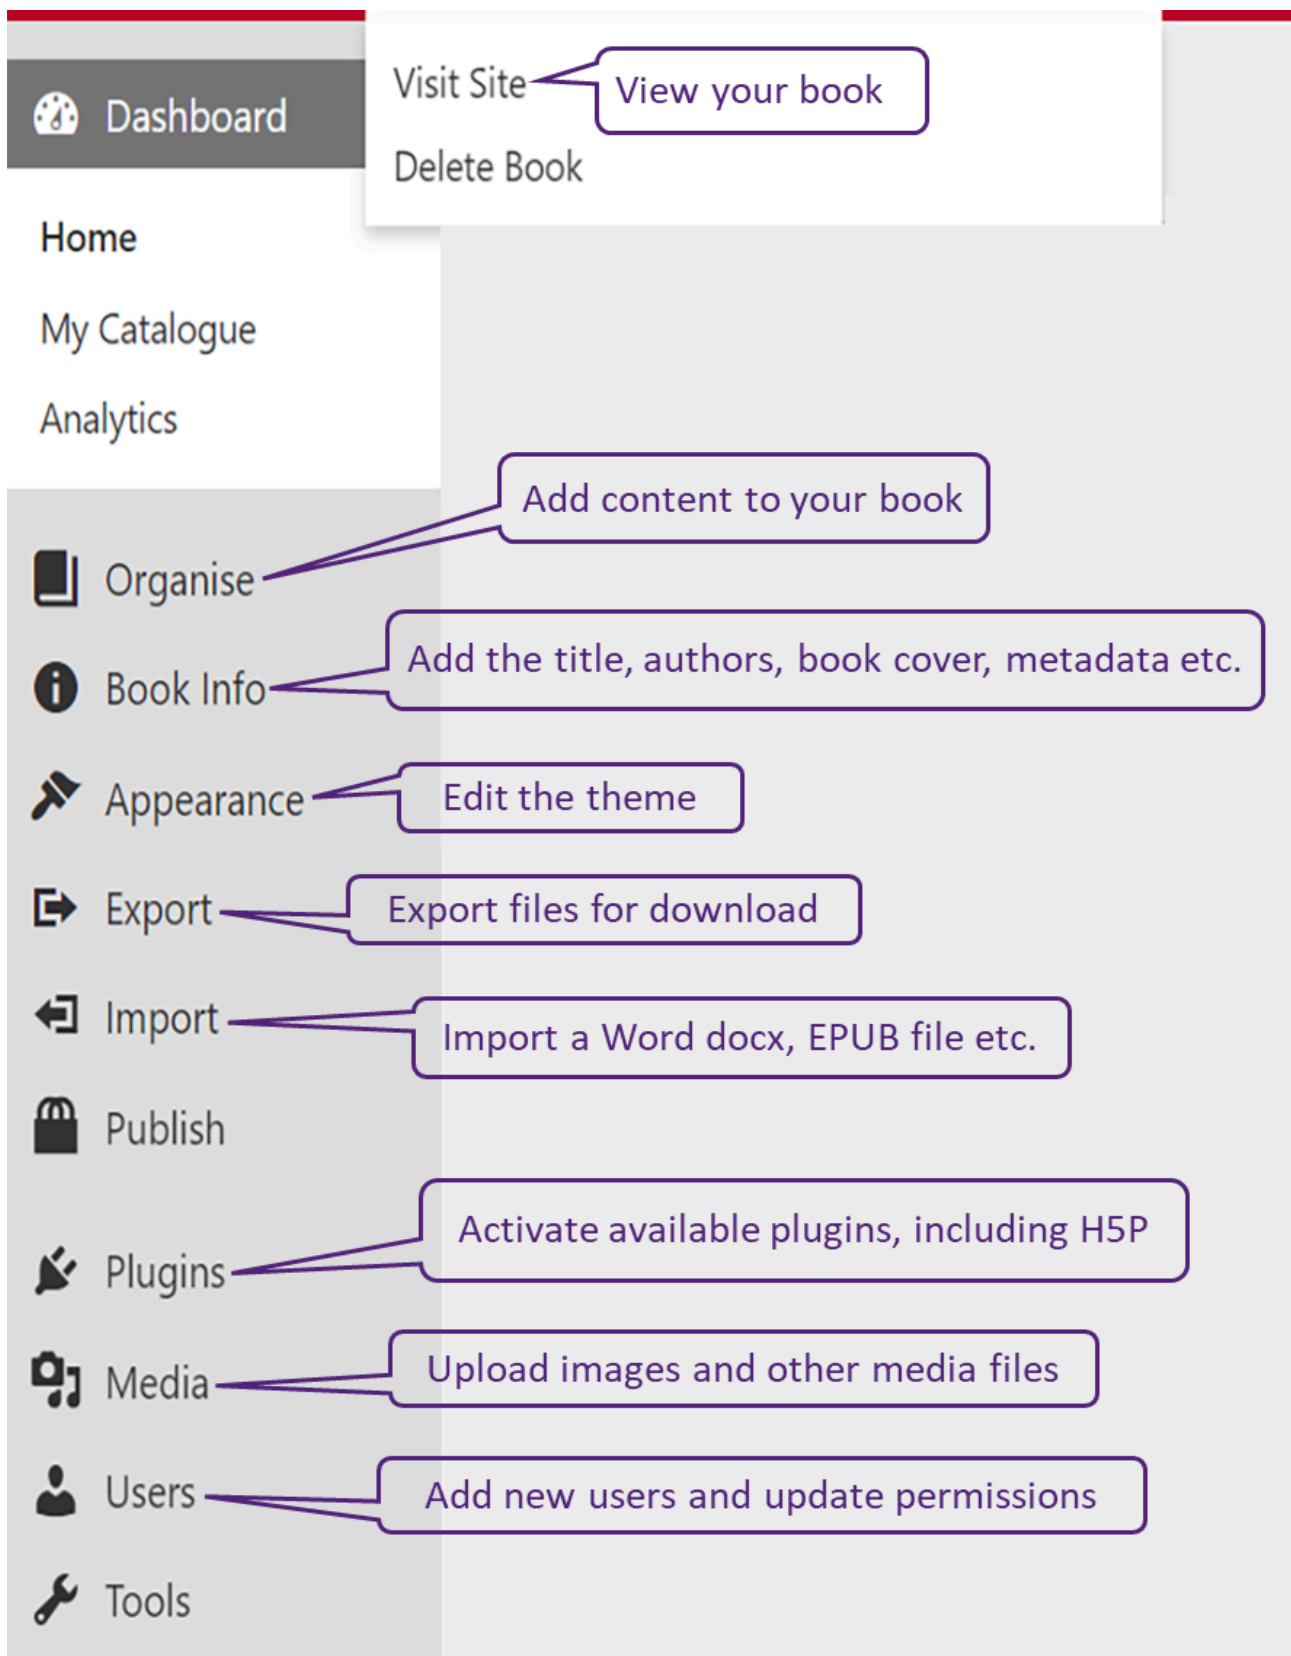 Visit Site
View your book
Dashboard
Delete Book
Home
My Catalogue
Analytics
Add content to your book
Organise
Add the title, authors, book cover, metadata etc.
Book Info
Appearance
Edit the theme
Export
Export files for download
Import
Import a Word docx, EPUB file etc.
Publish
Activate available plugins, including H5P
Plugins
Media
Upload images and other media files
Users
Add new users and update permissions
Tools